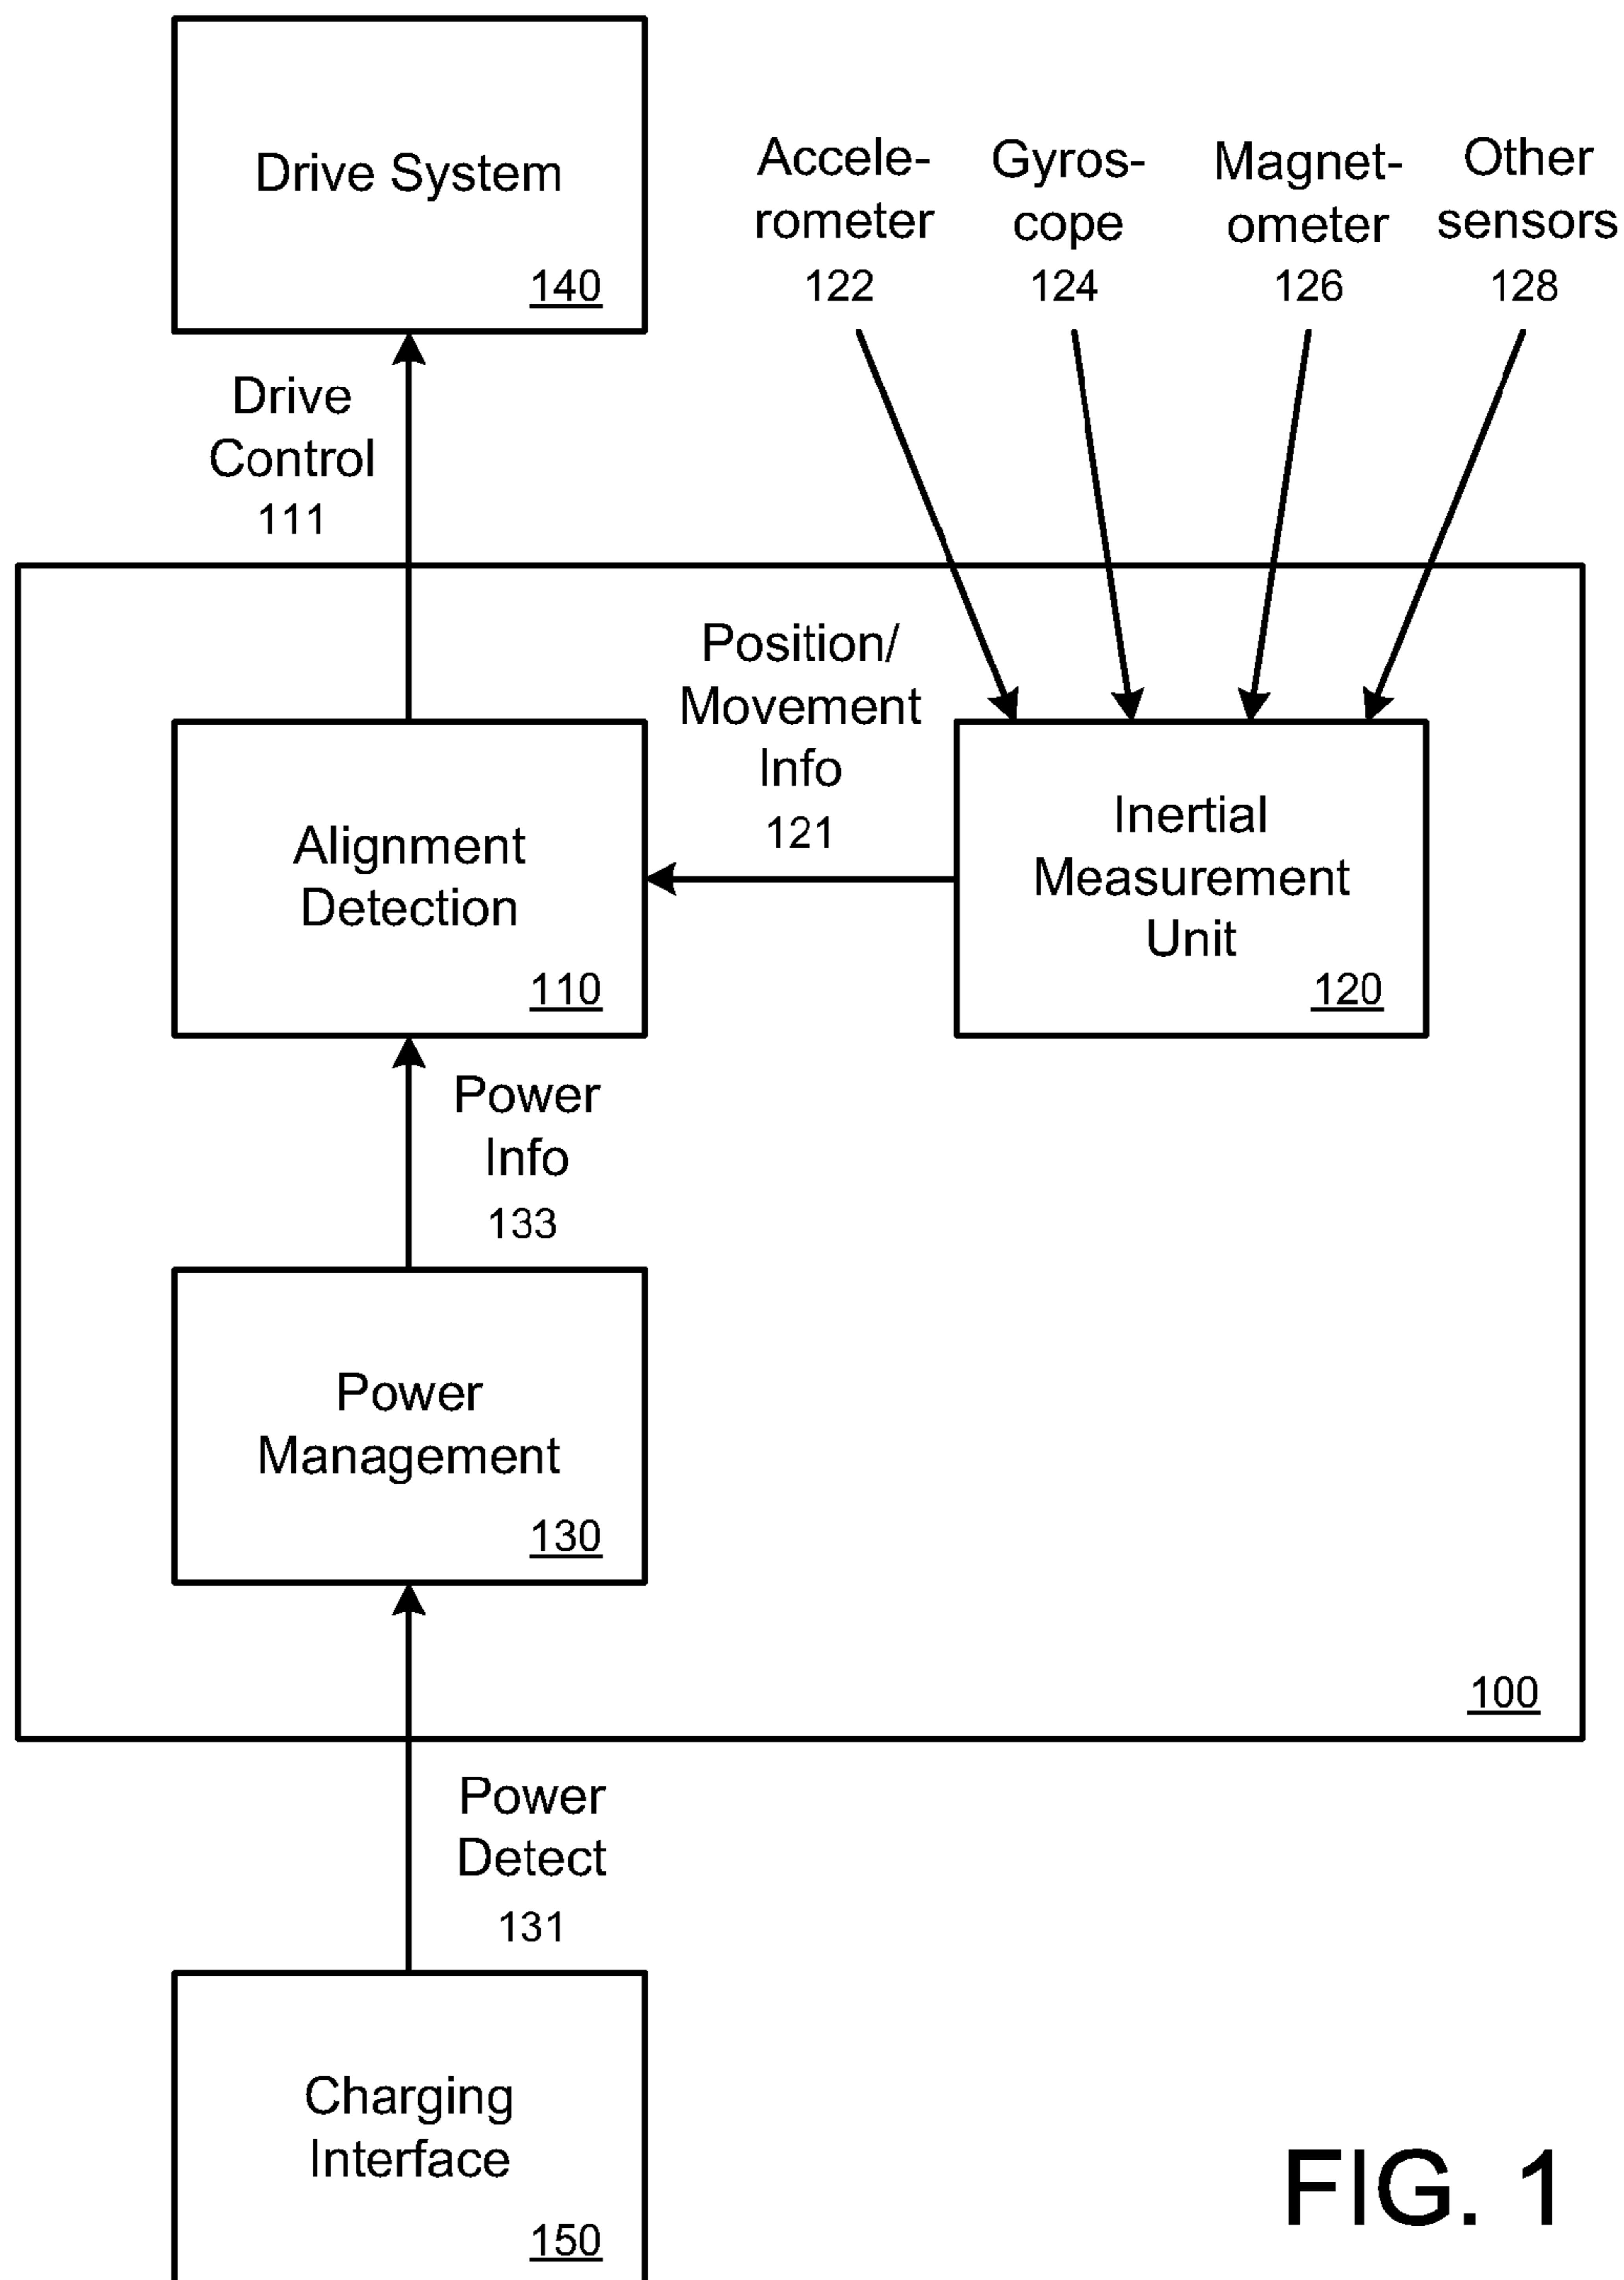 Drive System
140
Accele-
rometer
122
Gyros-
cope
124
Magnet-
ometer
126
Other
sensors
128
Drive
Control
111
Position/
Movement
Info
121
Alignment
Detection
110
Inertial
Measurement
Unit
120
Power
Info
133
Power
Management
130
100
Power
Detect
131
Charging
Interface
150
FIG. 1